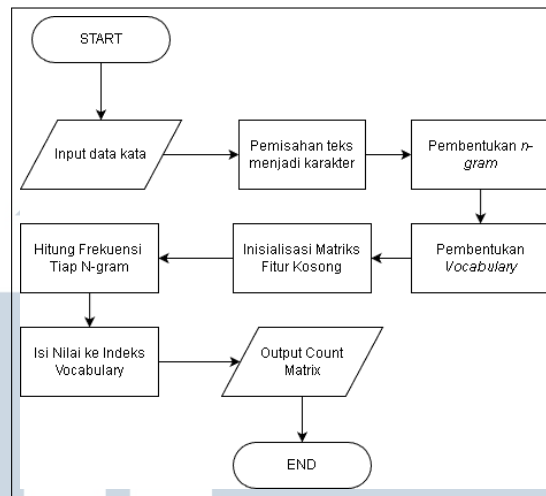 START
Input data kata
Pemisahan teks
menjadi karakter
Pembentukan n-
gram
Pembentukan
Vocabulary
Inisialisasi Matriks
Fitur Kosong
Hitung Frekuensi
Tiap N-gram
Isi Nilai ke Indeks
Vocabulary
Output Count
Matrix
END